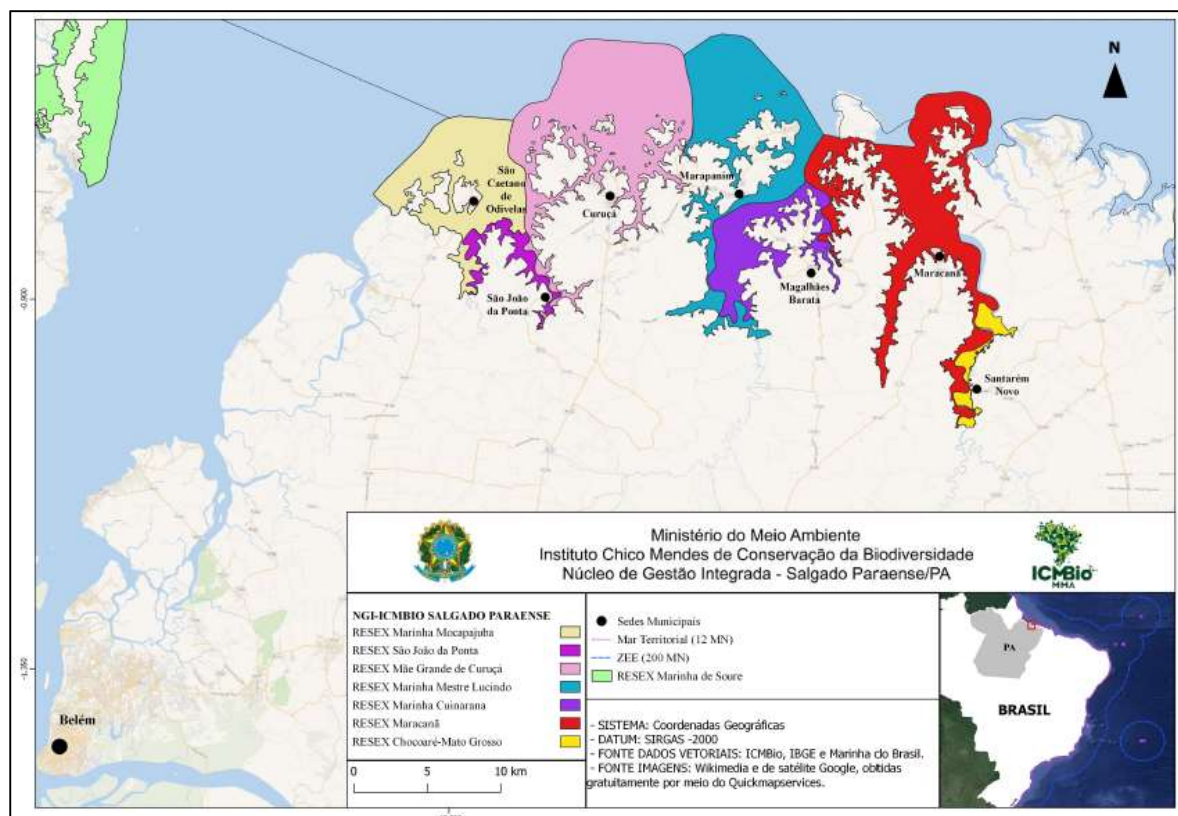 N
São
Caetano
de
Odivelas
Marapanim
Curuçá
Maracanã
Magalhães
Barata
São João
da Ponta
-0.900
Santarém
Novo
-1.350
Belém
Ministério do Meio Ambiente
Instituto Chico Mendes de Conservação da Biodiversidade
Núcleo de Gestão Integrada - Salgado Paraense/PA
ICMBio
MMA
NGI-ICMBIO SALGADO PARAENSE
RESEX Marinha Mocapajuba
RESEX São João da Ponta
RESEX Mãe Grande de Curuçá
RESEX Marinha Mestre Lucindo
RESEX Marinha Cuinarana
RESEX Maracanã
RESEX Chocoaré-Mato Grosso
0 5 10 km
Sedes Municipais
Mar Territorial (12 MN)
ZEE (200 MN)
RESEX Marinha de Soure
- SISTEMA: Coordenadas Geográficas
- DATUM: SIRGAS -2000
- FONTE DADOS VETORIAIS: ICMBio, IBGE e Marinha do Brasil.
- FONTE IMAGENS: Wikimedia e de satélite Google, obtidas
gratuitamente por meio do Quickmapservices.
PA
BRASIL